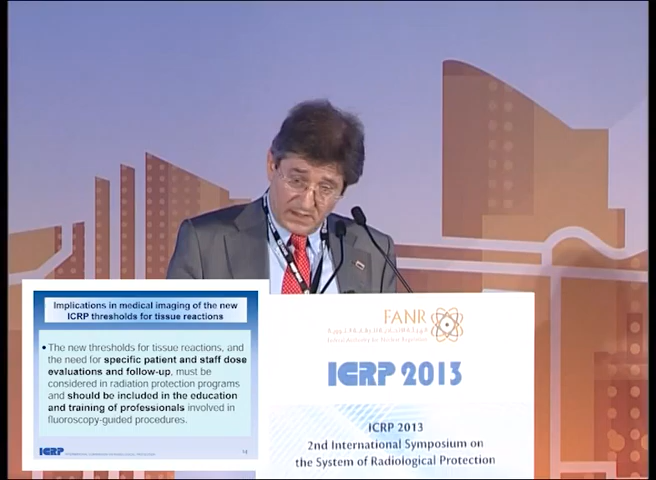 Implications in medical imaging of the new
ICRP thresholds for tissue reactions
• The new thresholds for tissue reactions, and
the need for specific patient and staff dose
evaluations and follow-up, must be
considered in radiation protection programs
and should be included in the education
and training of professionals involved in
fluoroscopy-guided procedures.
ICRP
FANR
ICRP 2013
ICRP 2013
2nd International Symposium on
the System of Radiological Protection